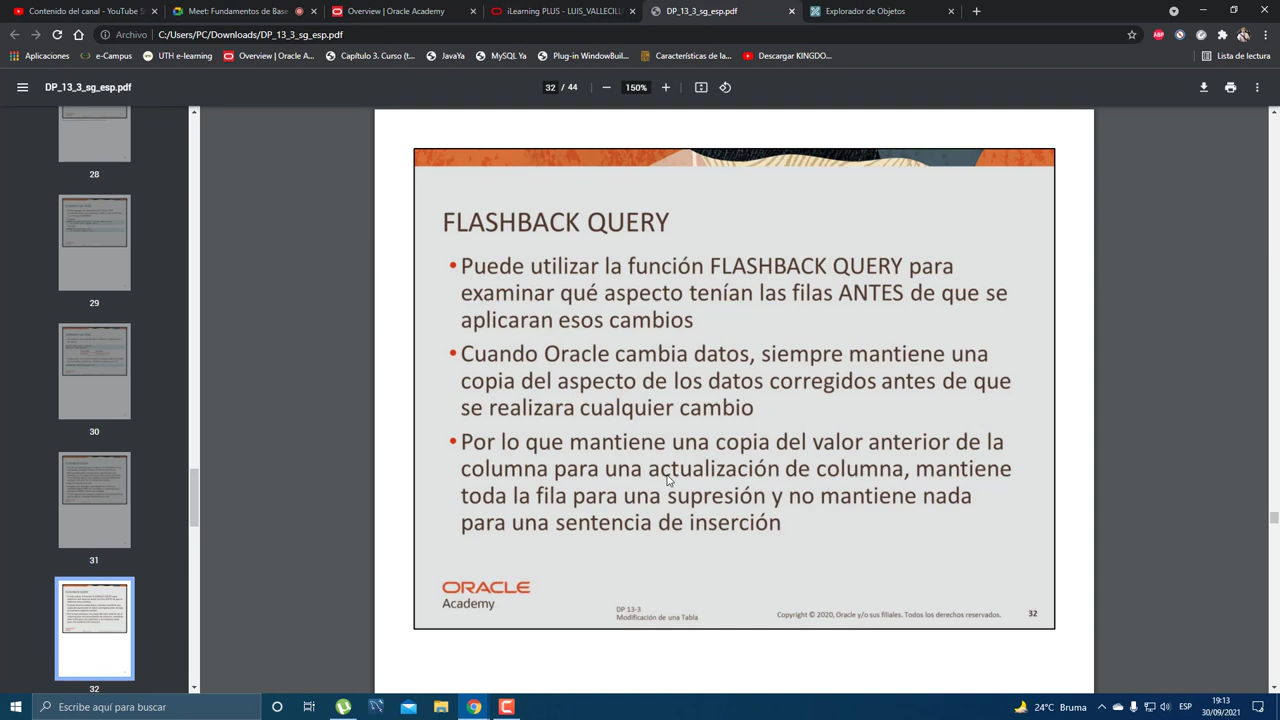 Contenido del canal - YouTube S
Meet: Fundamentos de Base
Overview | Oracle Academy
iLearning PLUS - LUIS_VALLECILL
DP_13_3_sg_esp.pdf
Explorador de Objetos
Archivo | C:/Users/PC/Downloads/DP_13_3_sg_esp.pdf
Aplicaciones
e-Campus
UTH e-learning
Overview | Oracle A...
Capítulo 3. Curso (t...
JavaYa
MySQL Ya
Plug-in WindowBuil...
Características de la...
Descargar KINGDO...
Lista de lectura
DP_13_3_sg_esp.pdf
32 / 44
150%
28
29
30
31
32
FLASHBACK QUERY
•Puede utilizar la función FLASHBACK QUERY para
examinar qué aspecto tenían las filas ANTES de que se
aplicaran esos cambios
•Cuando Oracle cambia datos, siempre mantiene una
copia del aspecto de los datos corregidos antes de que
se realizara cualquier cambio
•Por lo que mantiene una copia del valor anterior de la
columna para una actualización de columna, mantiene
toda la fila para una supresión y no mantiene nada
para una sentencia de inserción
ORACLE
Academy
DP 13-3
Modificación de una Tabla
Copyright © 2020, Oracle y/o sus filiales. Todos los derechos reservados.
32
Escribe aquí para buscar
24°C Bruma
ESP
19:13
30/09/2021